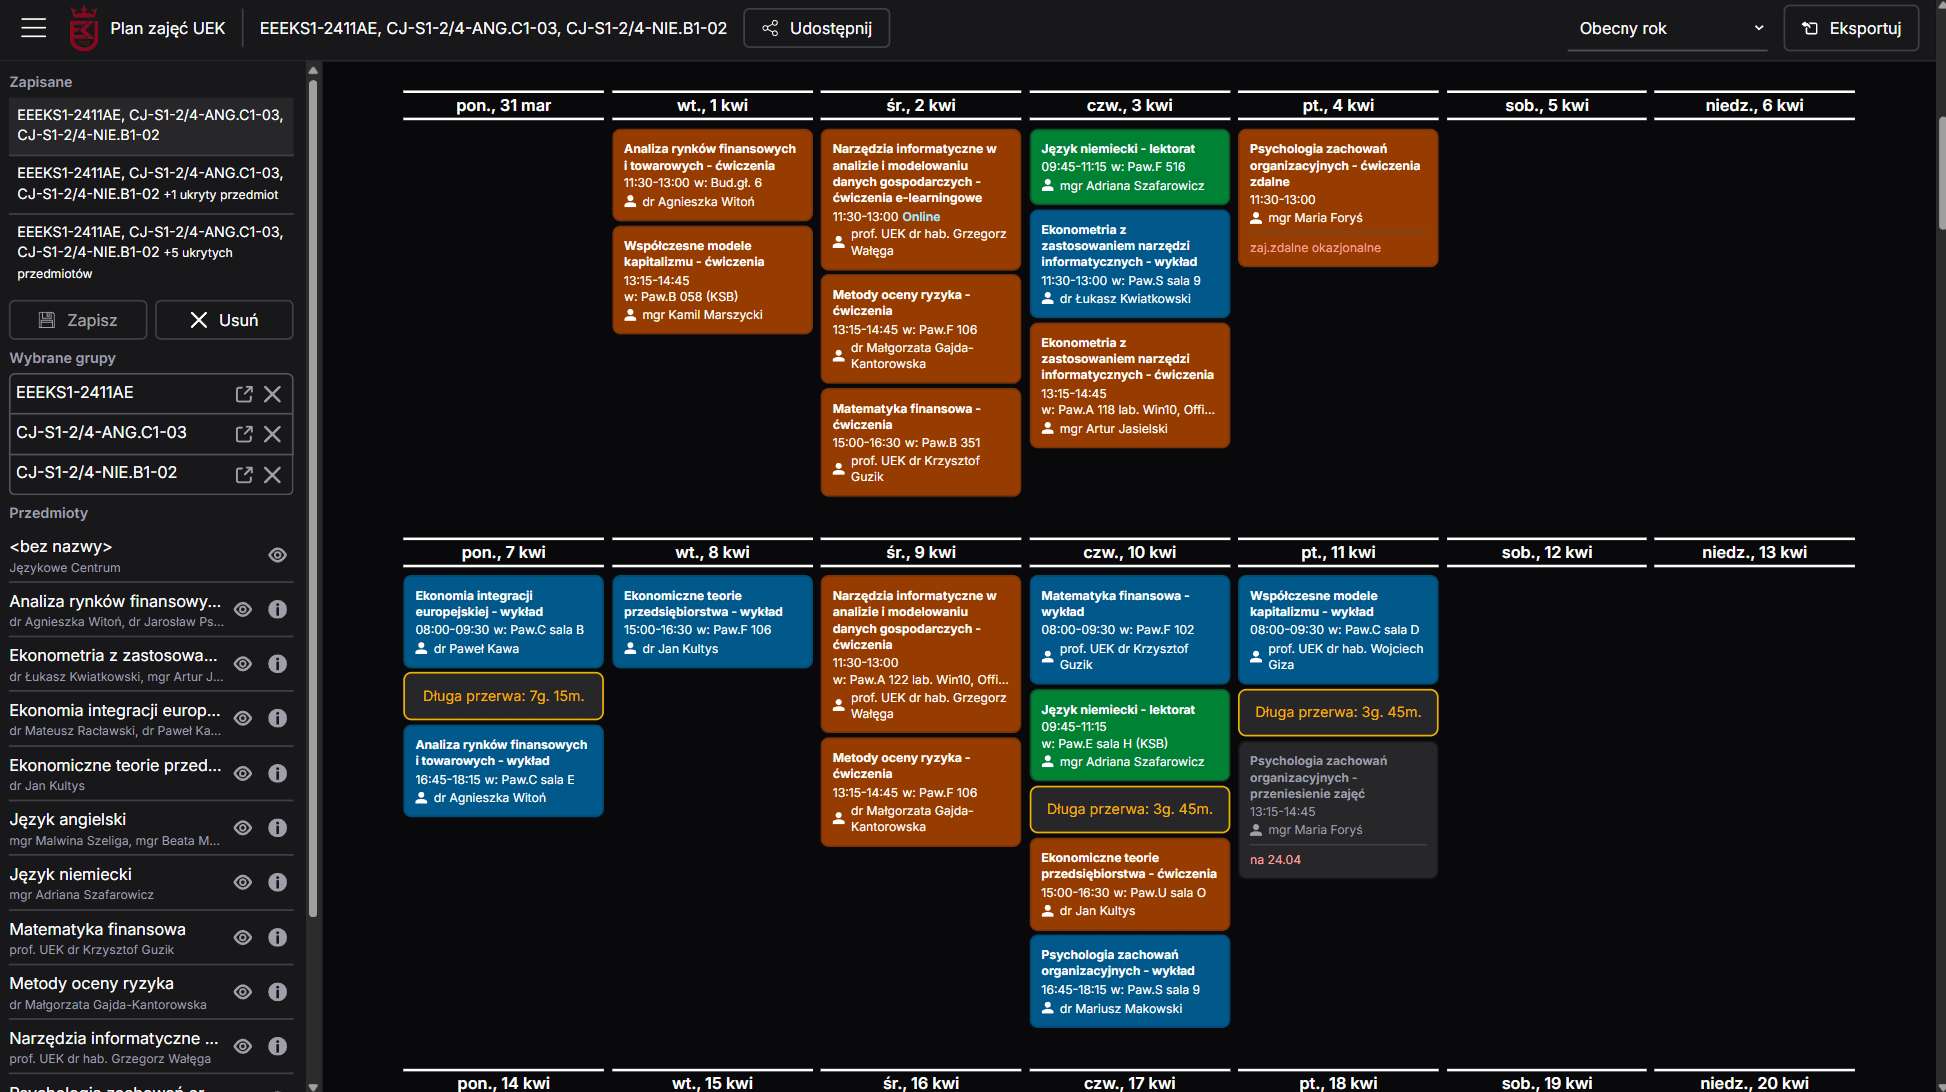 Plan zajęć UEK
EEEKS1-2411AE, CJ-S1-2/4-ANG.C1-03, CJ-S1-2/4-NIE.B1-02
Udostępnij
Obecny rok
Eksportuj
Zapisane
EEEKS1-2411AE, CJ-S1-2/4-ANG.C1-03,
CJ-S1-2/4-NIE.B1-02
EEEKS1-2411AE, CJ-S1-2/4-ANG.C1-03,
CJ-S1-2/4-NIE.B1-02 +1 ukryty przedmiot
EEEKS1-2411AE, CJ-S1-2/4-ANG.C1-03,
CJ-S1-2/4-NIE.B1-02 +5 ukrytych
przedmiotów
Zapisz
Usuń
Wybrane grupy
EEEKS1-2411AE
CJ-S1-2/4-ANG.C1-03
CJ-S1-2/4-NIE.B1-02
Przedmioty
<bez nazwy>
Językowe Centrum
Analiza rynków finansowy...
dr Agnieszka Witoń, dr Jarosław Ps...
Ekonometria z zastosowa...
dr Łukasz Kwiatkowski, mgr Artur J...
Ekonomia integracji europ...
dr Mateusz Racławski, dr Paweł Ka...
Ekonomiczne teorie przed...
dr Jan Kultys
Język angielski
mgr Malwina Szeliga, mgr Beata M...
Język niemiecki
mgr Adriana Szafarowicz
Matematyka finansowa
prof. UEK dr Krzysztof Guzik
Metody oceny ryzyka
dr Małgorzata Gajda-Kantorowska
Narzędzia informatyczne ...
prof. UEK dr hab. Grzegorz Wałęga
pon., 31 mar
wt., 1 kwi
Analiza rynków finansowych
i towarowych - ćwiczenia
11:30-13:00 w: Bud.gł. 6
dr Agnieszka Witoń
Współczesne modele
kapitalizmu - ćwiczenia
13:15-14:45
w: Paw.B 058 (KSB)
mgr Kamil Marszycki
śr., 2 kwi
Narzędzia informatyczne w
analizie i modelowaniu
danych gospodarczych -
ćwiczenia e-learningowe
11:30-13:00 Online
prof. UEK dr hab. Grzegorz
Wałęga
Metody oceny ryzyka -
ćwiczenia
13:15-14:45 w: Paw.F 106
dr Małgorzata Gajda-
Kantorowska
Matematyka finansowa -
ćwiczenia
15:00-16:30 w: Paw.B 351
prof. UEK dr Krzysztof
Guzik
czw., 3 kwi
Język niemiecki - lektorat
09:45-11:15 w: Paw.F 516
mgr Adriana Szafarowicz
Ekonometria z
zastosowaniem narzędzi
informatycznych - wykład
11:30-13:00 w: Paw.S sala 9
dr Łukasz Kwiatkowski
Ekonometria z
zastosowaniem narzędzi
informatycznych - ćwiczenia
13:15-14:45
w: Paw.A 118 lab. Win10, Offi...
mgr Artur Jasielski
pt., 4 kwi
Psychologia zachowań
organizacyjnych - ćwiczenia
zdalne
11:30-13:00
mgr Maria Foryś
zaj.zdalne okazjonalne
sob., 5 kwi
niedz., 6 kwi
pon., 7 kwi
Ekonomia integracji
europejskiej - wykład
08:00-09:30 w: Paw.C sala B
dr Paweł Kawa
Długa przerwa: 7g. 15m.
Analiza rynków finansowych
i towarowych - wykład
16:45-18:15 w: Paw.C sala E
dr Agnieszka Witoń
wt., 8 kwi
Ekonomiczne teorie
przedsiębiorstwa - wykład
15:00-16:30 w: Paw.F 106
dr Jan Kultys
śr., 9 kwi
Narzędzia informatyczne w
analizie i modelowaniu
danych gospodarczych -
ćwiczenia
11:30-13:00
w: Paw.A 122 lab. Win10, Offi...
prof. UEK dr hab. Grzegorz
Wałęga
Metody oceny ryzyka -
ćwiczenia
13:15-14:45 w: Paw.F 106
dr Małgorzata Gajda-
Kantorowska
czw., 10 kwi
Matematyka finansowa -
wykład
08:00-09:30 w: Paw.F 102
prof. UEK dr Krzysztof
Guzik
Język niemiecki - lektorat
09:45-11:15
w: Paw.E sala H (KSB)
mgr Adriana Szafarowicz
Długa przerwa: 3g. 45m.
Ekonomiczne teorie
przedsiębiorstwa - ćwiczenia
15:00-16:30 w: Paw.U sala O
dr Jan Kultys
Psychologia zachowań
organizacyjnych - wykład
16:45-18:15 w: Paw.S sala 9
dr Mariusz Makowski
pt., 11 kwi
Współczesne modele
kapitalizmu - wykład
08:00-09:30 w: Paw.C sala D
prof. UEK dr hab. Wojciech
Giza
Długa przerwa: 3g. 45m.
Psychologia zachowań
organizacyjnych -
przeniesienie zajęć
13:15-14:45
mgr Maria Foryś
na 24.04
sob., 12 kwi
niedz., 13 kwi
pon., 14 kwi
wt., 15 kwi
śr., 16 kwi
czw., 17 kwi
pt., 18 kwi
sob., 19 kwi
niedz., 20 kwi